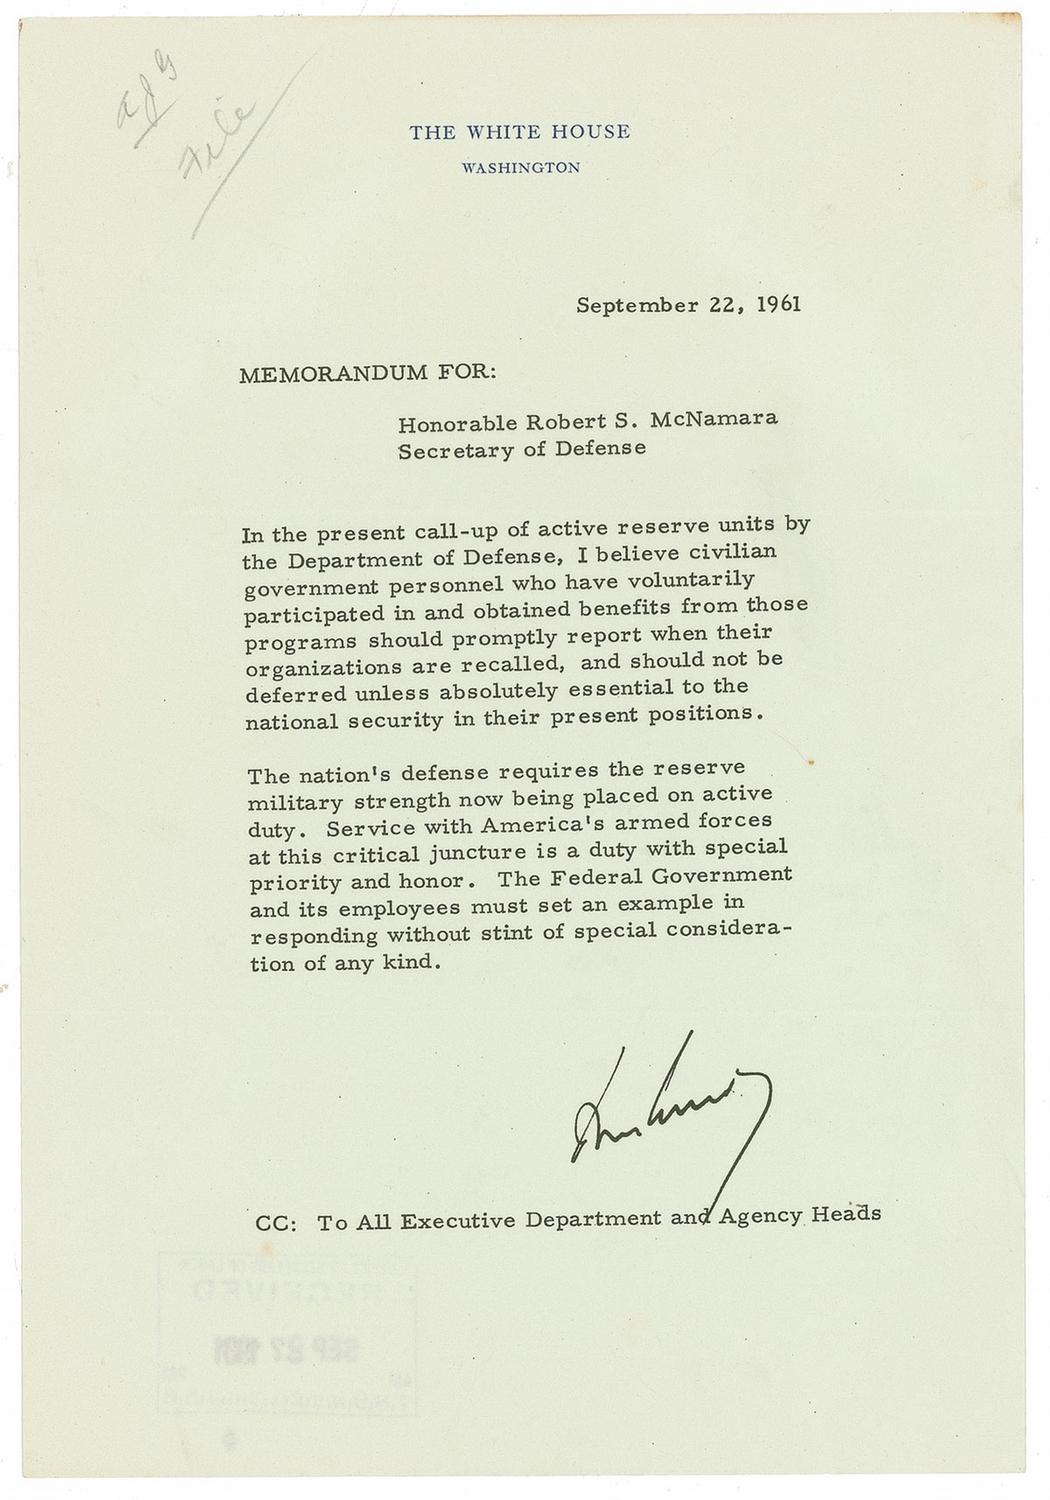 File
THE WHITE HOUSE
WASHINGTON
September 22, 1961
MEMORANDUM FOR:
Honorable Robert S. McNamara
Secretary of Defense
In the present call-up of active reserve units by
the Department of Defense, I believe civilian
government personnel who have voluntarily
participated in and obtained benefits from those
programs should promptly report when their
organizations are recalled, and should not be
deferred unless absolutely essential to the
national security in their present positions.
The nation's defense requires the reserve
military strength now being placed on active
duty. Service with America's armed forces
at this critical juncture is a duty with special
priority and honor. The Federal Government
and its employees must set an example in
responding without stint of special considera-
tion of any kind.
CC: To All Executive Department and Agency Heads
RECEIVED
SEP 27 1961